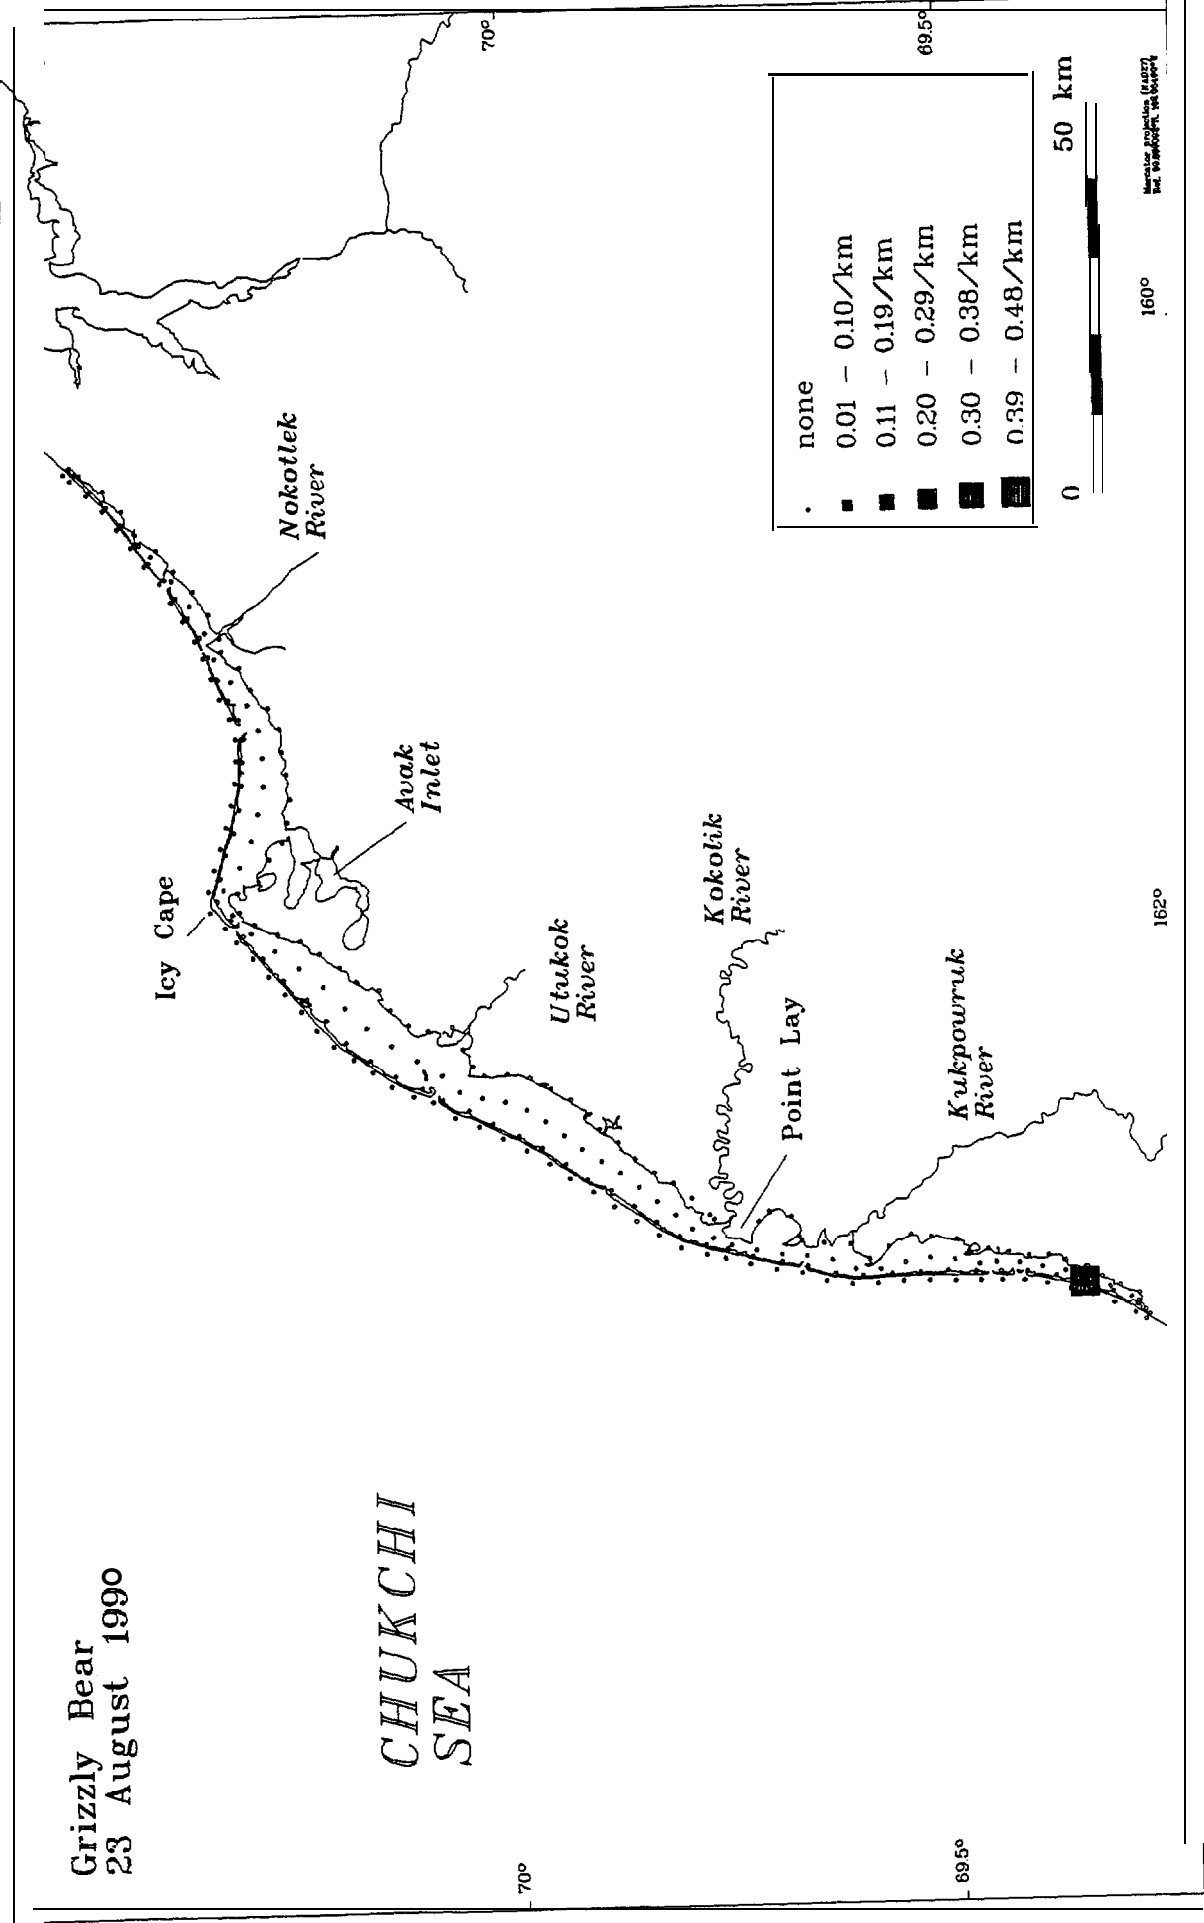 Grizzly Bear
23 August 1990
CHUKCHI
SEA
Icy Cape
Nokotlek
River
Avak
Inlet
Utukok
River
Kokolik
River
Point Lay
Kukpowruk
River
70°
69.5°
70°
69.5°
162°
160°
none
0.01 – 0.10/km
0.11 – 0.19/km
0.20 – 0.29/km
0.30 – 0.38/km
0.39 – 0.48/km
0 50 km
Mercator projection (NAD27)